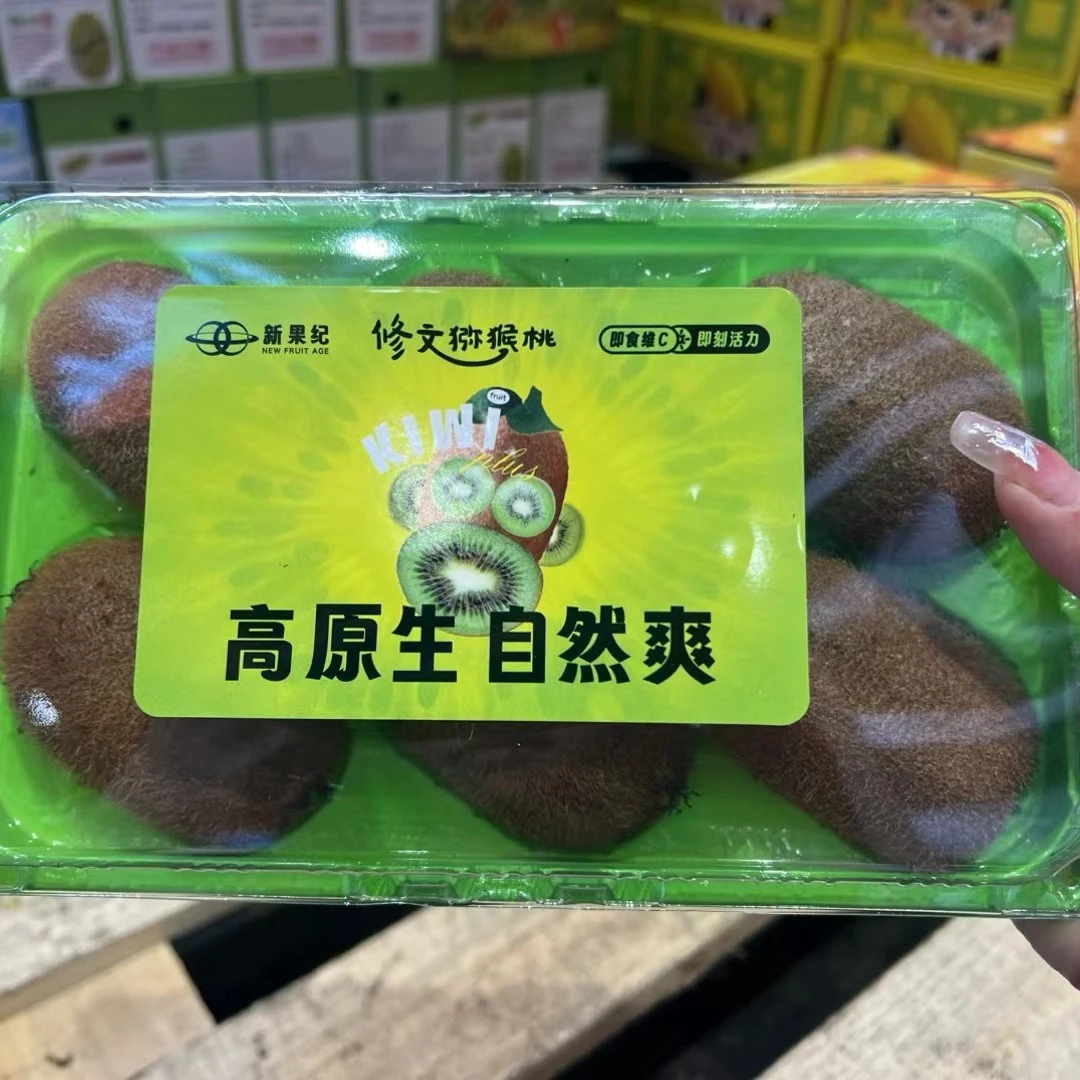 新果纪
NEW FRUIT AGE
修文猕猴桃
即食维C 即刻活力
fruit
KIWI
plus
高原生 自然爽